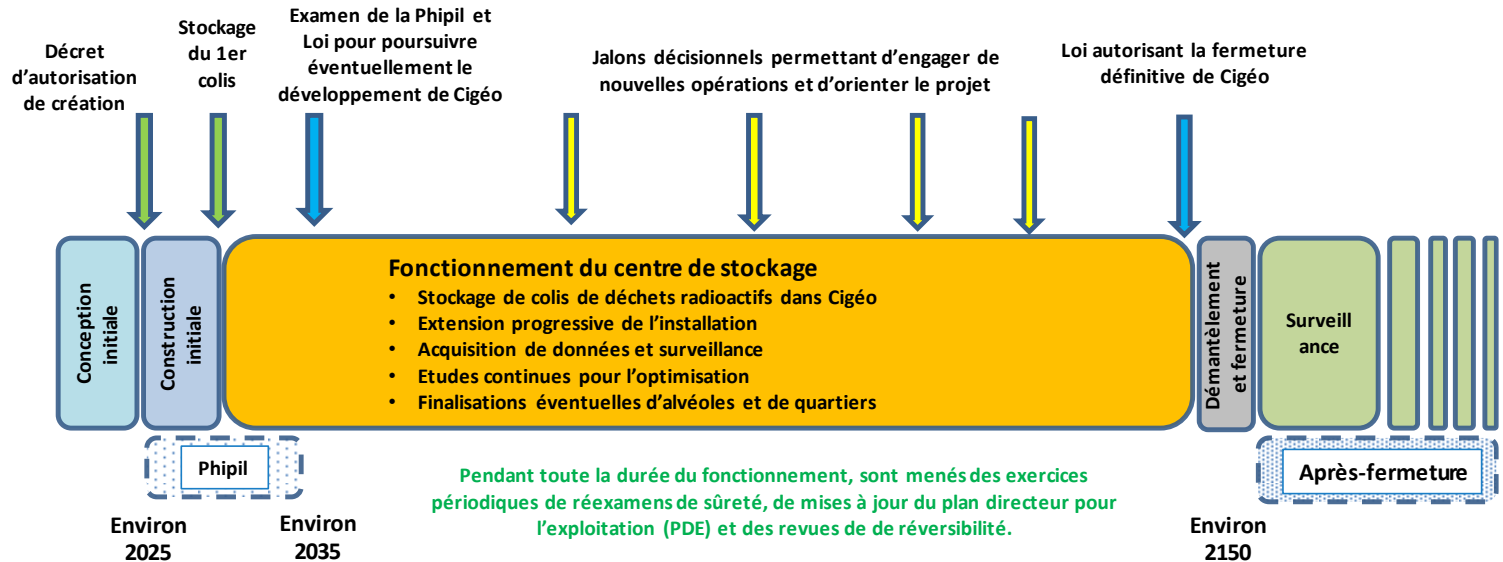 Décret
d'autorisation
de création
Stockage
du 1er
colis
Examen de la Phipil et
Loi pour poursuivre
éventuellement le
développement de Cigéo
Jalons décisionnels permettant d'engager de
nouvelles opérations et d'orienter le projet
Loi autorisant la fermeture
définitive de Cigéo
Conception
initiale
Construction
initiale
Fonctionnement du centre de stockage
• Stockage de colis de déchets radioactifs dans Cigéo
• Extension progressive de l'installation
• Acquisition de données et surveillance
• Etudes continues pour l'optimisation
• Finalisations éventuelles d'alvéoles et de quartiers
Démantèlement
et fermeture
Surveill
ance
Phipil
Pendant toute la durée du fonctionnement, sont menés des exercices
périodiques de réexamens de sûreté, de mises à jour du plan directeur pour
l'exploitation (PDE) et des revues de de réversibilité.
Après-fermeture
Environ
2025
Environ
2035
Environ
2150